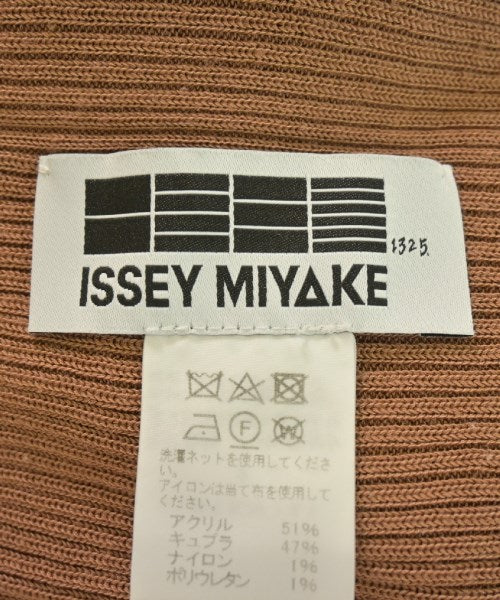 132 5.
ISSEY MIYAKE
F
W
洗濯ネットを使用してくださ
い。
アイロンは当て布を使用してくださ
い。
アクリル 51%
キュプラ 47%
ナイロン 1%
ポリウレタン 1%